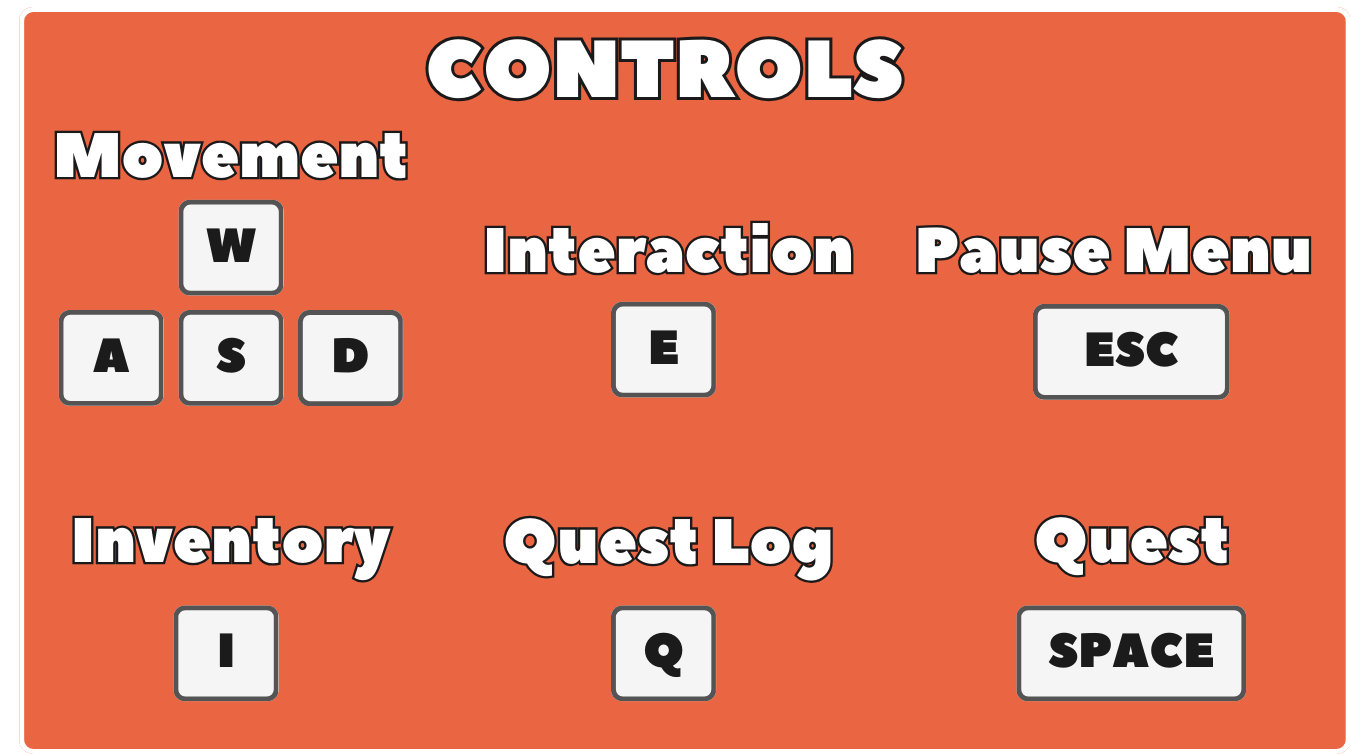 CONTROLS
Movement
W
A S D
Interaction
E
Pause Menu
ESC
Inventory
I
Quest Log
Q
Quest
SPACE